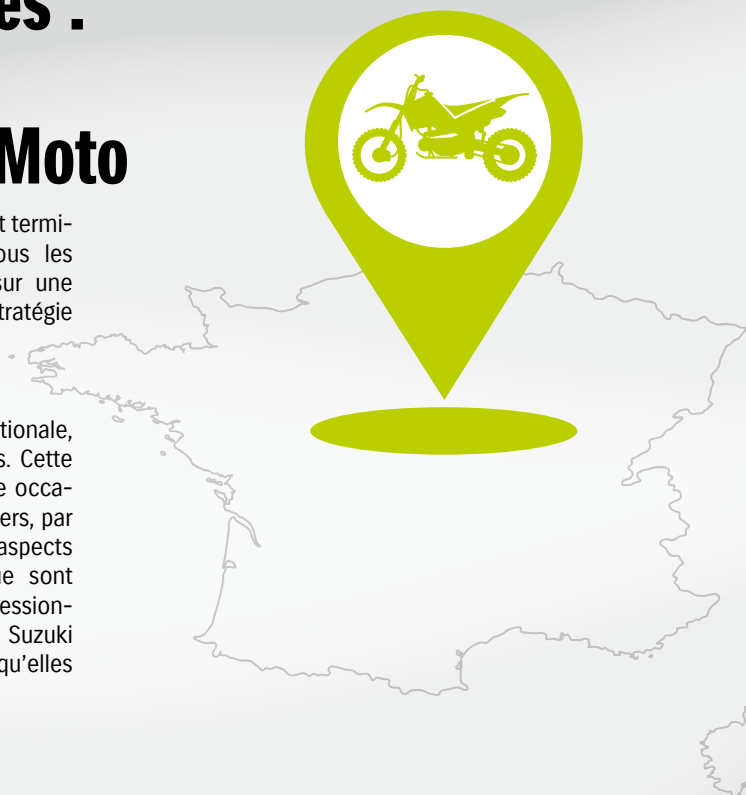 es :
Moto
t termi-
ous les
sur une
tratégie
tionale,
s. Cette
e occa-
ers, par
aspects
ue sont
ession-
Suzuki
qu'elles